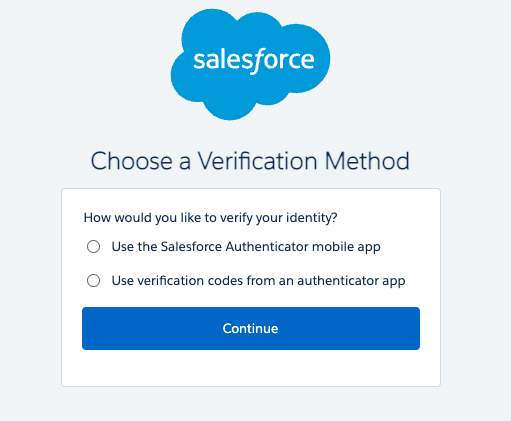 salesforce
Choose a Verification Method
How would you like to verify your identity?
Use the Salesforce Authenticator mobile app
Use verification codes from an authenticator app
Continue